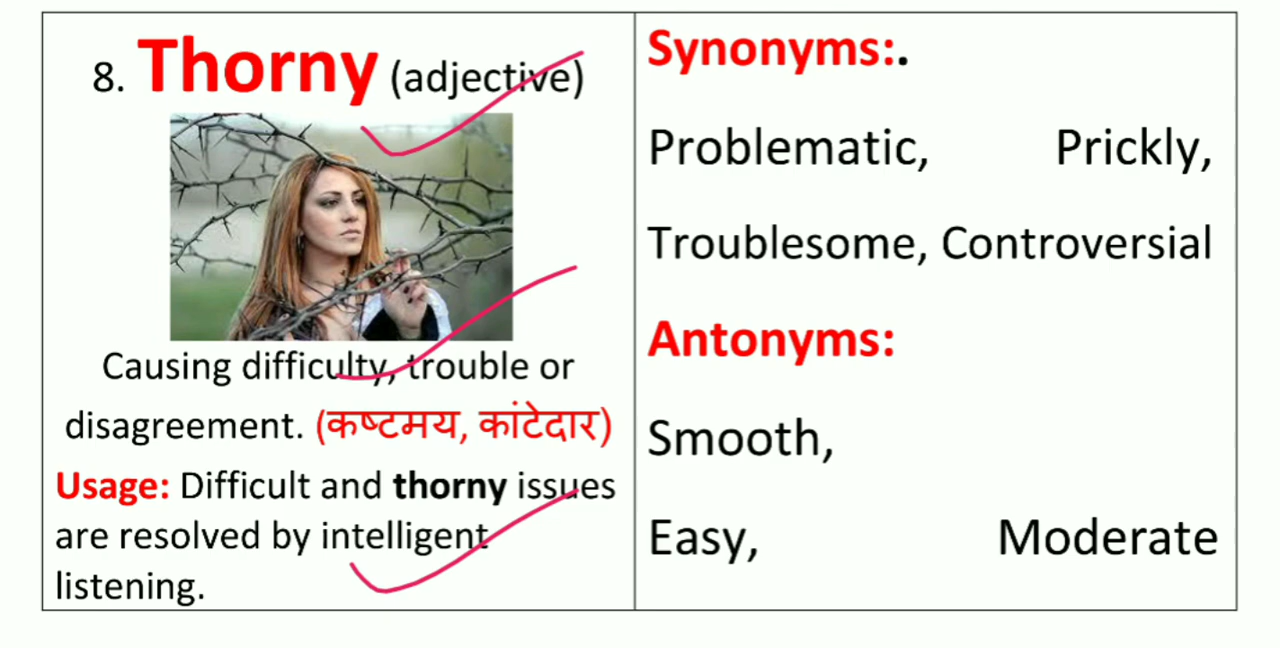 8. Thorny (adjective)
Causing difficulty, trouble or
disagreement. (कष्टमय, कांटेदार)
Usage: Difficult and thorny issues
are resolved by intelligent
listening.
Synonyms:.
Problematic, Prickly,
Troublesome, Controversial
Antonyms:
Smooth,
Easy, Moderate